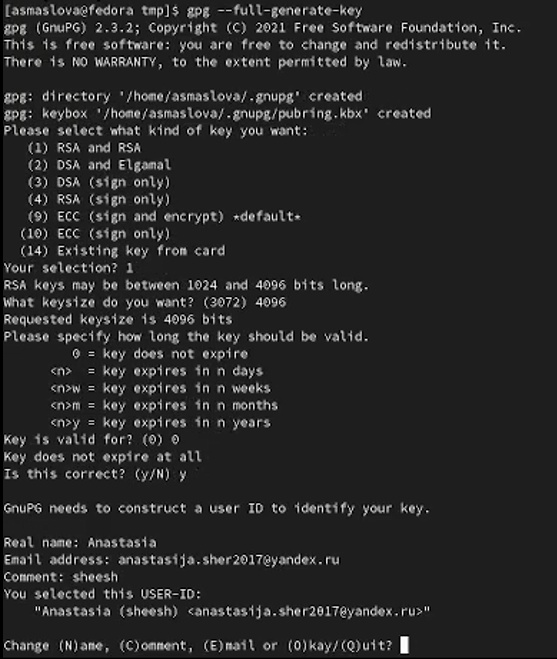 [asmaslova@fedora tmp]$ gpg --full-generate-key
gpg (GnuPG) 2.3.2; Copyright (C) 2021 Free Software Foundation, Inc.
This is free software: you are free to change and redistribute it.
There is NO WARRANTY, to the extent permitted by law.

gpg: directory '/home/asmaslova/.gnupg' created
gpg: keybox '/home/asmaslova/.gnupg/pubring.kbx' created
Please select what kind of key you want:
   (1) RSA and RSA
   (2) DSA and Elgamal
   (3) DSA (sign only)
   (4) RSA (sign only)
   (9) ECC (sign and encrypt) *default*
  (10) ECC (sign only)
  (14) Existing key from card
Your selection? 1
RSA keys may be between 1024 and 4096 bits long.
What keysize do you want? (3072) 4096
Requested keysize is 4096 bits
Please specify how long the key should be valid.
         0 = key does not expire
      <n>  = key expires in n days
      <n>w = key expires in n weeks
      <n>m = key expires in n months
      <n>y = key expires in n years
Key is valid for? (0) 0
Key does not expire at all
Is this correct? (y/N) y

GnuPG needs to construct a user ID to identify your key.

Real name: Anastasia
Email address: anastasija.sher2017@yandex.ru
Comment: sheesh
You selected this USER-ID:
    "Anastasia (sheesh) <anastasija.sher2017@yandex.ru>"

Change (N)ame, (C)omment, (E)mail or (O)kay/(Q)uit?